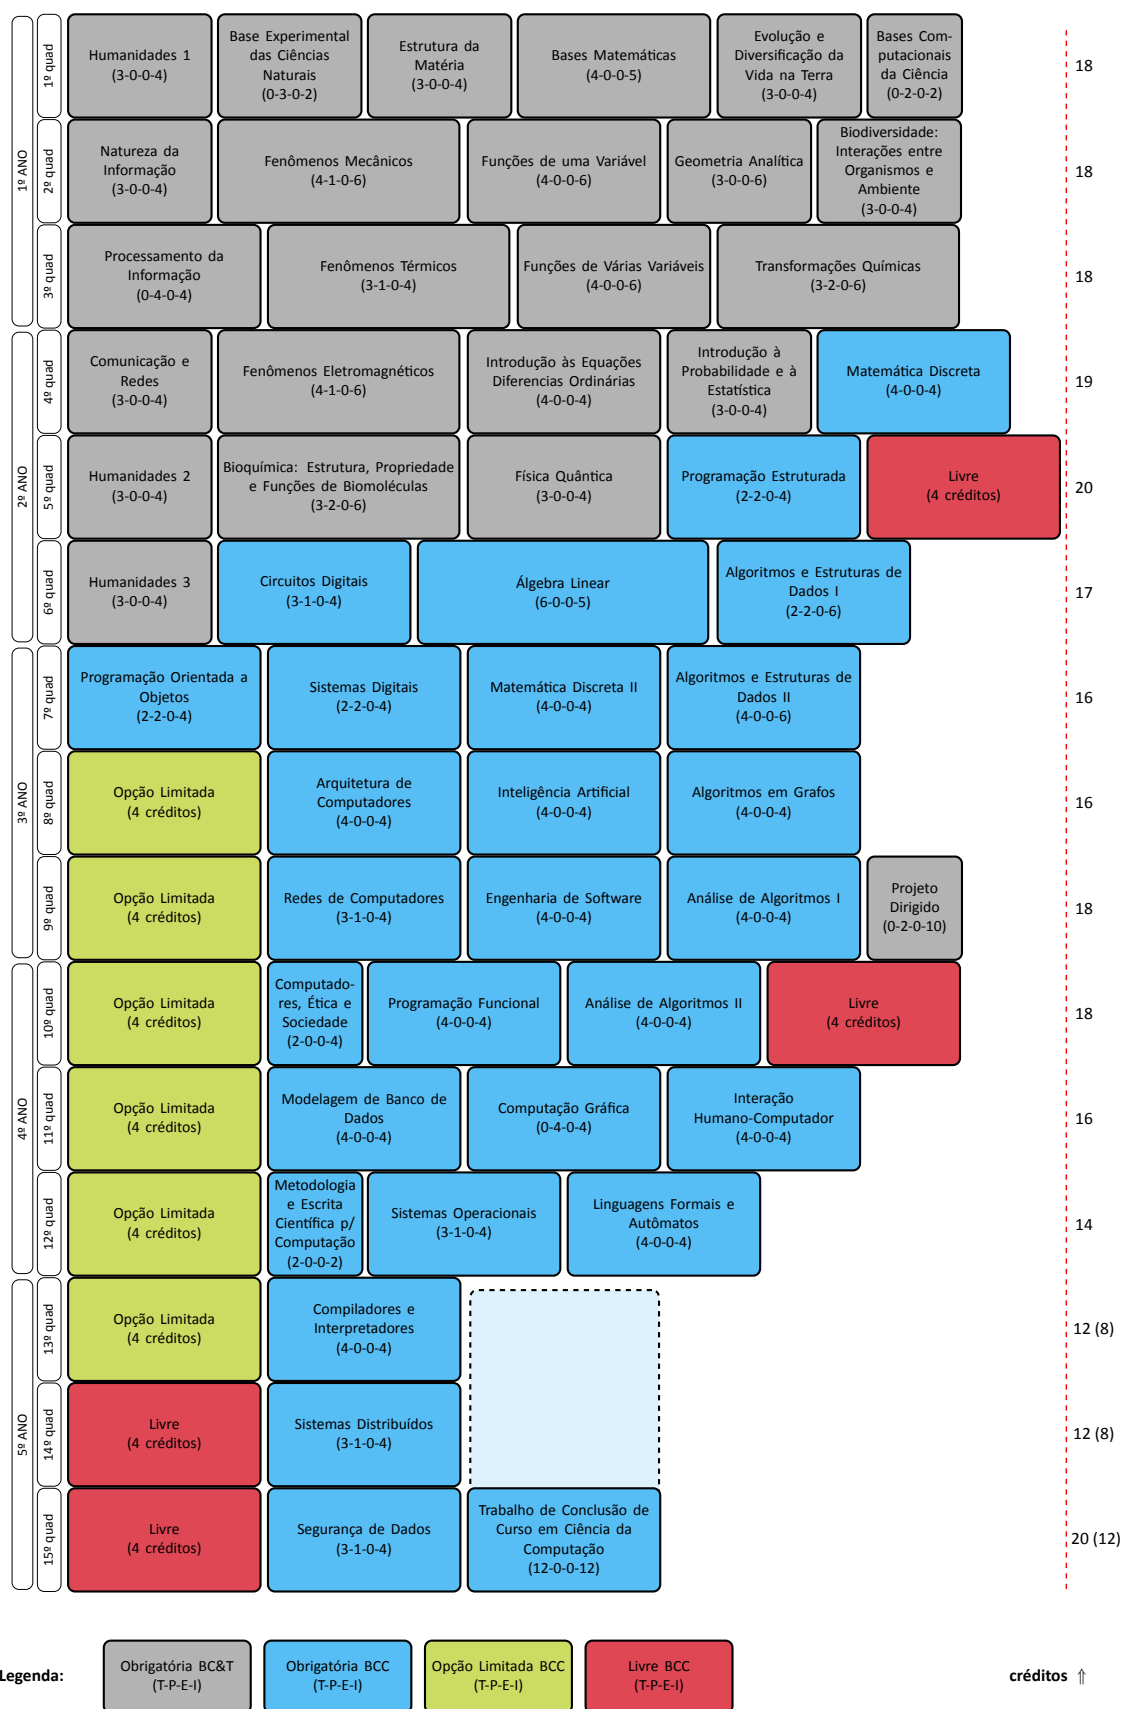 1º ANO
1º quad
Humanidades 1
(3-0-0-4)
Base Experimental
das Ciências
Naturais
(0-3-0-2)
Estrutura da
Matéria
(3-0-0-4)
Bases Matemáticas
(4-0-0-5)
Evolução e
Diversificação da
Vida na Terra
(3-0-0-4)
Bases Com-
putacionais
da Ciência
(0-2-0-2)
18
2º quad
Natureza da
Informação
(3-0-0-4)
Fenômenos Mecânicos
(4-1-0-6)
Funções de uma Variável
(4-0-0-6)
Geometria Analítica
(3-0-0-6)
Biodiversidade:
Interações entre
Organismos e
Ambiente
(3-0-0-4)
18
3º quad
Processamento da
Informação
(0-4-0-4)
Fenômenos Térmicos
(3-1-0-4)
Funções de Várias Variáveis
(4-0-0-6)
Transformações Químicas
(3-2-0-6)
18
2º ANO
4º quad
Comunicação e
Redes
(3-0-0-4)
Fenômenos Eletromagnéticos
(4-1-0-6)
Introdução às Equações
Diferencias Ordinárias
(4-0-0-4)
Introdução à
Probabilidade e à
Estatística
(3-0-0-4)
Matemática Discreta
(4-0-0-4)
19
5º quad
Humanidades 2
(3-0-0-4)
Bioquímica: Estrutura, Propriedade
e Funções de Biomoléculas
(3-2-0-6)
Física Quântica
(3-0-0-4)
Programação Estruturada
(2-2-0-4)
Livre
(4 créditos)
20
6º quad
Humanidades 3
(3-0-0-4)
Circuitos Digitais
(3-1-0-4)
Álgebra Linear
(6-0-0-5)
Algoritmos e Estruturas de
Dados I
(2-2-0-6)
17
3º ANO
7º quad
Programação Orientada a
Objetos
(2-2-0-4)
Sistemas Digitais
(2-2-0-4)
Matemática Discreta II
(4-0-0-4)
Algoritmos e Estruturas de
Dados II
(4-0-0-6)
16
8º quad
Opção Limitada
(4 créditos)
Arquitetura de
Computadores
(4-0-0-4)
Inteligência Artificial
(4-0-0-4)
Algoritmos em Grafos
(4-0-0-4)
16
9º quad
Opção Limitada
(4 créditos)
Redes de Computadores
(3-1-0-4)
Engenharia de Software
(4-0-0-4)
Análise de Algoritmos I
(4-0-0-4)
Projeto
Dirigido
(0-2-0-10)
18
4º ANO
10º quad
Opção Limitada
(4 créditos)
Computado-
res, Ética e
Sociedade
(2-0-0-4)
Programação Funcional
(4-0-0-4)
Análise de Algoritmos II
(4-0-0-4)
Livre
(4 créditos)
18
11º quad
Opção Limitada
(4 créditos)
Modelagem de Banco de
Dados
(4-0-0-4)
Computação Gráfica
(0-4-0-4)
Interação
Humano-Computador
(4-0-0-4)
16
12º quad
Opção Limitada
(4 créditos)
Metodologia
e Escrita
Científica p/
Computação
(2-0-0-2)
Sistemas Operacionais
(3-1-0-4)
Linguagens Formais e
Autômatos
(4-0-0-4)
14
5º ANO
13º quad
Opção Limitada
(4 créditos)
Compiladores e
Interpretadores
(4-0-0-4)
12 (8)
14º quad
Livre
(4 créditos)
Sistemas Distribuídos
(3-1-0-4)
12 (8)
15º quad
Livre
(4 créditos)
Segurança de Dados
(3-1-0-4)
Trabalho de Conclusão de
Curso em Ciência da
Computação
(12-0-0-12)
20 (12)
Legenda:
Obrigatória BC&T
(T-P-E-I)
Obrigatória BCC
(T-P-E-I)
Opção Limitada BCC
(T-P-E-I)
Livre BCC
(T-P-E-I)
créditos ⇑